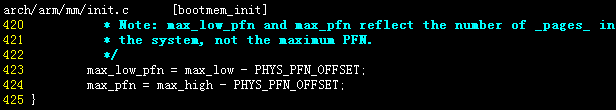 arch/arm/mm/init.c [bootmem_init]
420 * Note: max_low_pfn and max_pfn reflect the number of _pages_ in
421 * the system, not the maximum PFN.
422 */
423 max_low_pfn = max_low - PHYS_PFN_OFFSET;
424 max_pfn = max_high - PHYS_PFN_OFFSET;
425 }